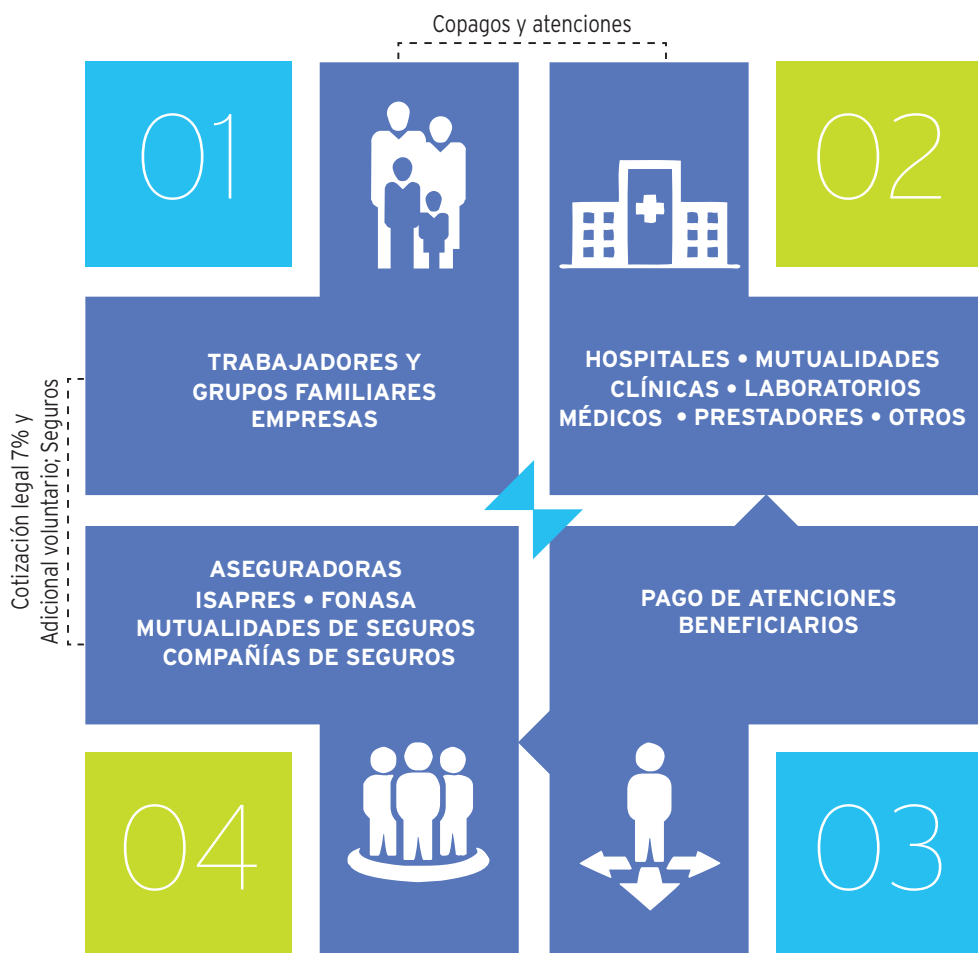 Copagos y atenciones
01
TRABAJADORES Y
GRUPOS FAMILIARES
EMPRESAS
02
HOSPITALES • MUTUALIDADES
CLÍNICAS • LABORATORIOS
MÉDICOS • PRESTADORES • OTROS
Cotización legal 7% y
Adicional voluntario; Seguros
PAGO DE ATENCIONES
BENEFICIARIOS
03
ASEGURADORAS
ISAPRES • FONASA
MUTUALIDADES DE SEGUROS
COMPAÑÍAS DE SEGUROS
04